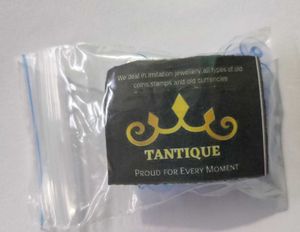 We deal in imitation jewellery, all types of old
coins, stamps and old currencies
TANTIQUE
PROUD FOR EVERY MOMENT